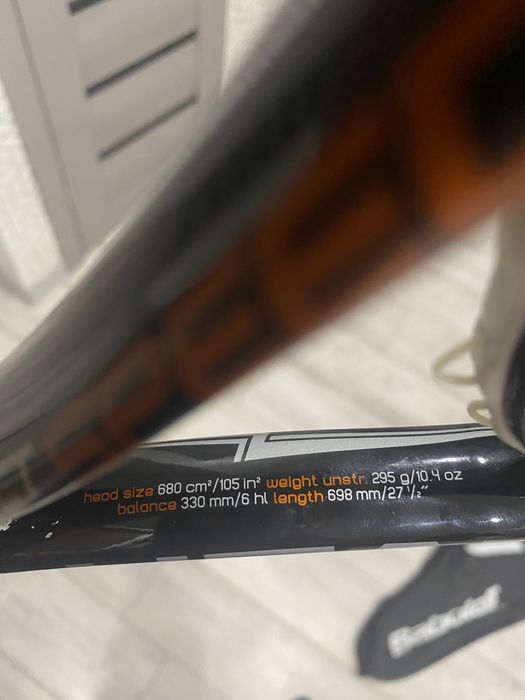 head size 680 cm²/105 in² weight unstr. 295 g/10.4 oz
balance 330 mm/6 hl length 698 mm/27 ½"
Babolat